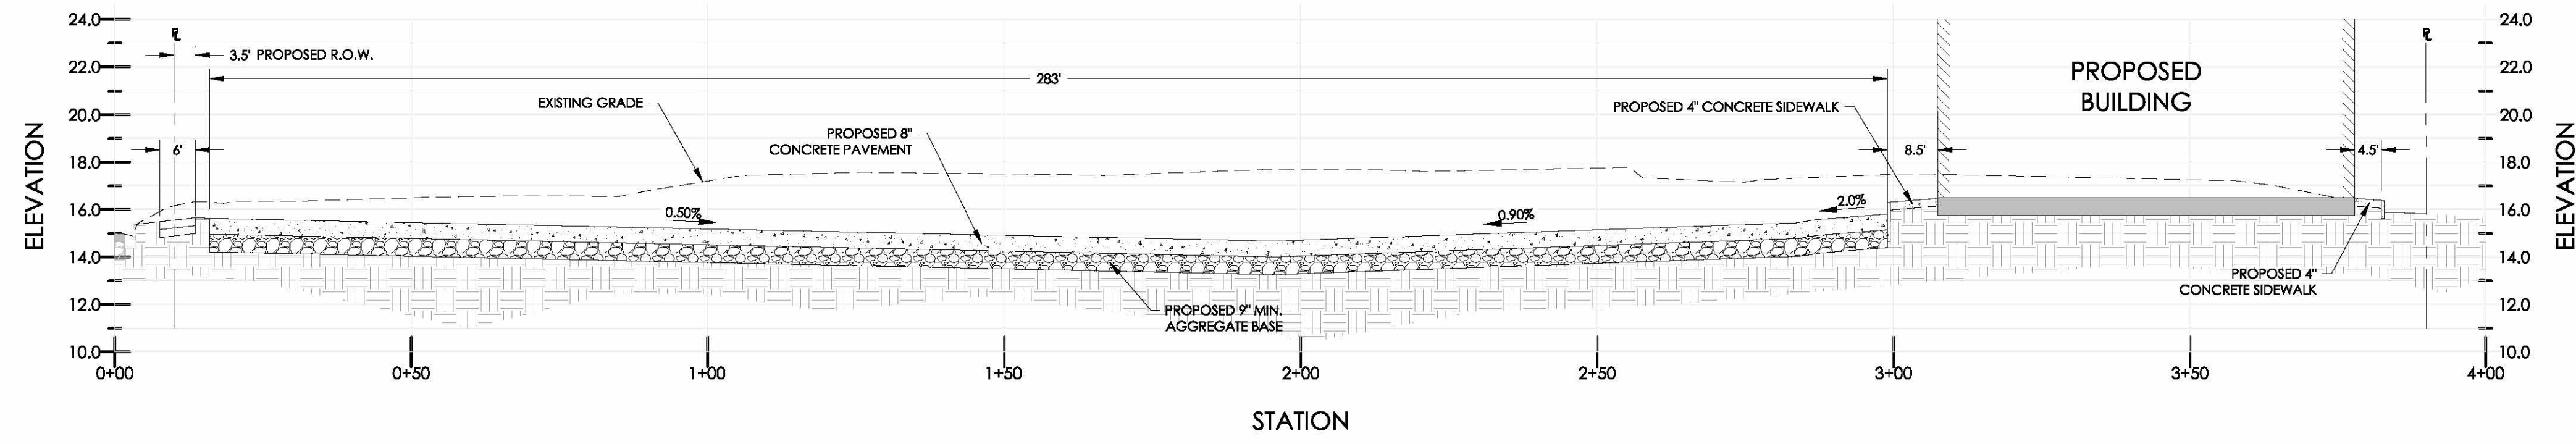 24.0
22.0
20.0
18.0
16.0
14.0
12.0
10.0
ELEVATION
℄
3.5' PROPOSED R.O.W.
6'
283'
EXISTING GRADE
PROPOSED 8"
CONCRETE PAVEMENT
0.50%
PROPOSED 9" MIN.
AGGREGATE BASE
0.90%
2.0%
PROPOSED 4" CONCRETE SIDEWALK
8.5'
PROPOSED
BUILDING
4.5'
PROPOSED 4"
CONCRETE SIDEWALK
24.0
22.0
20.0
18.0
16.0
14.0
12.0
10.0
ELEVATION
0+00
0+50
1+00
1+50
2+00
2+50
3+00
3+50
4+00
STATION